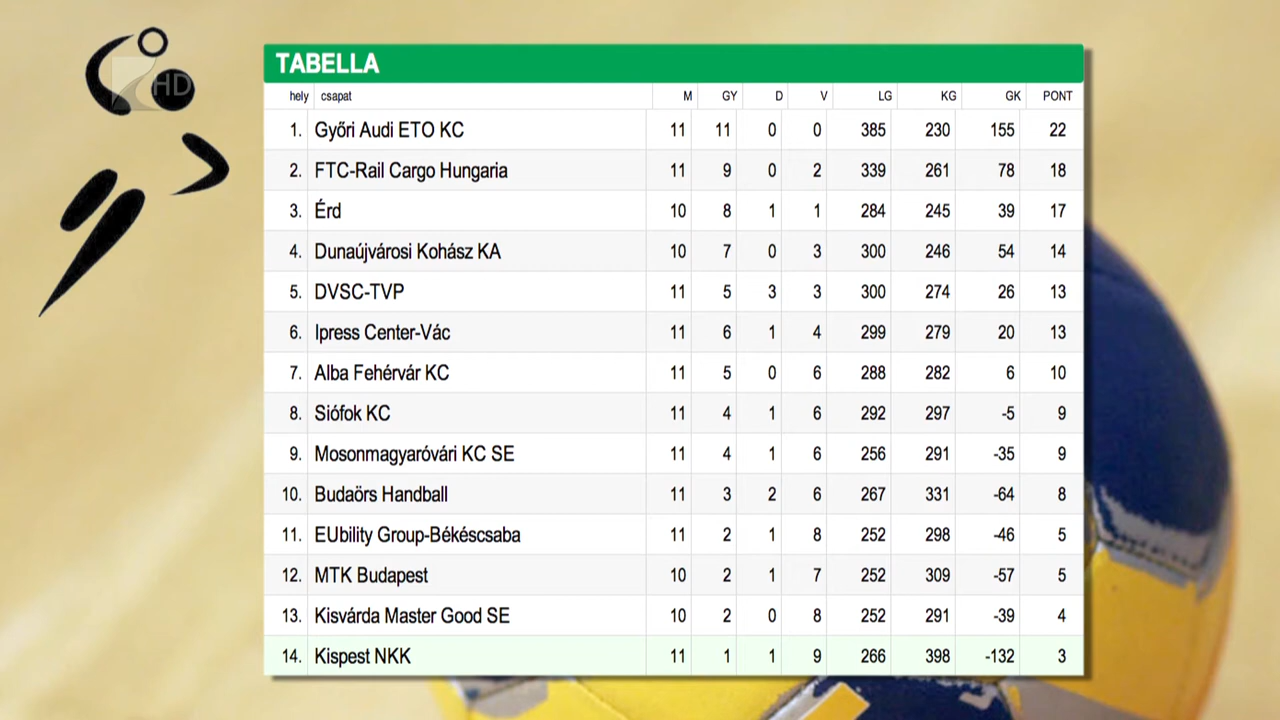 HD
TABELLA
hely csapat M GY D V LG KG GK PONT
1. Győri Audi ETO KC 11 11 0 0 385 230 155 22
2. FTC-Rail Cargo Hungaria 11 9 0 2 339 261 78 18
3. Érd 10 8 1 1 284 245 39 17
4. Dunaújvárosi Kohász KA 10 7 0 3 300 246 54 14
5. DVSC-TVP 11 5 3 3 300 274 26 13
6. Ipress Center-Vác 11 6 1 4 299 279 20 13
7. Alba Fehérvár KC 11 5 0 6 288 282 6 10
8. Siófok KC 11 4 1 6 292 297 -5 9
9. Mosonmagyaróvári KC SE 11 4 1 6 256 291 -35 9
10. Budaörs Handball 11 3 2 6 267 331 -64 8
11. EUbility Group-Békéscsaba 11 2 1 8 252 298 -46 5
12. MTK Budapest 10 2 1 7 252 309 -57 5
13. Kisvárda Master Good SE 10 2 0 8 252 291 -39 4
14. Kispest NKK 11 1 1 9 266 398 -132 3